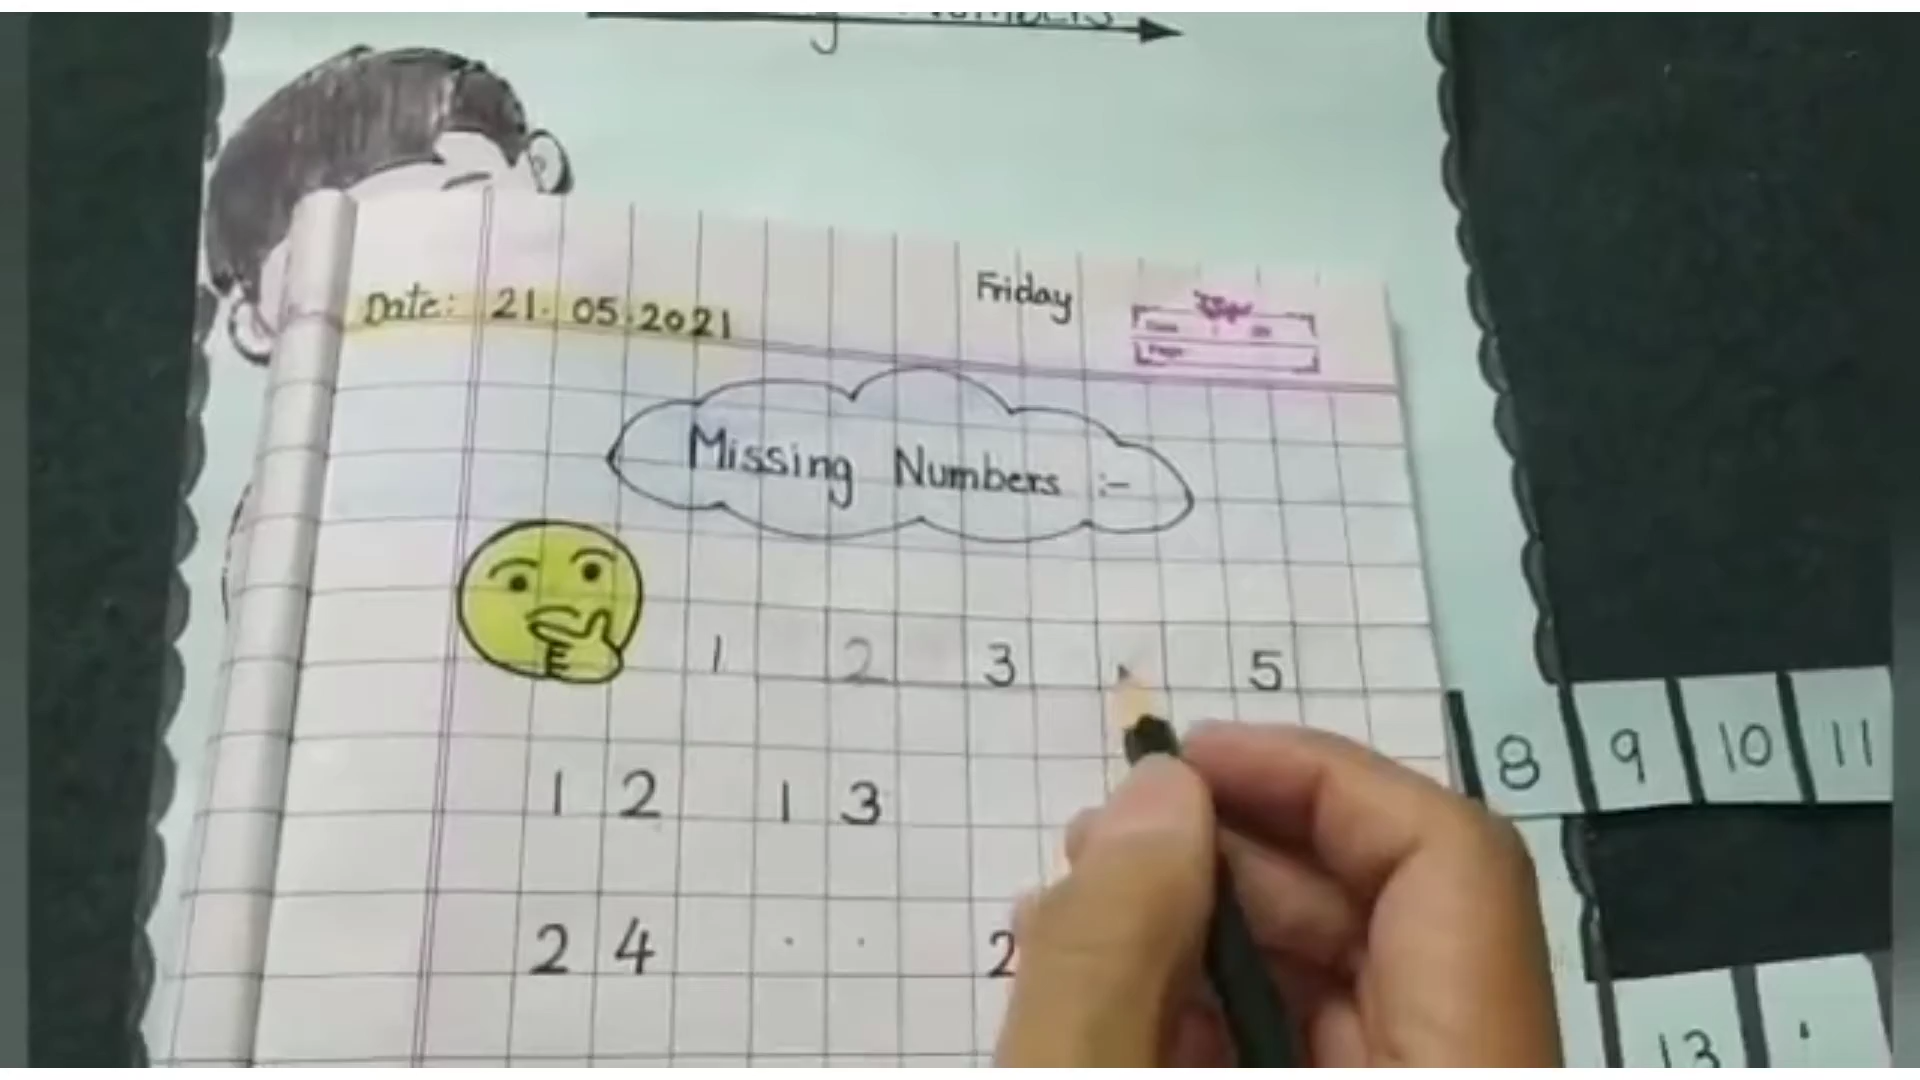 Date: 21.05.2021
Friday
Missing Numbers :-
1 2 3 5
12 13
24 . . 2
8 9 10 11
13 .